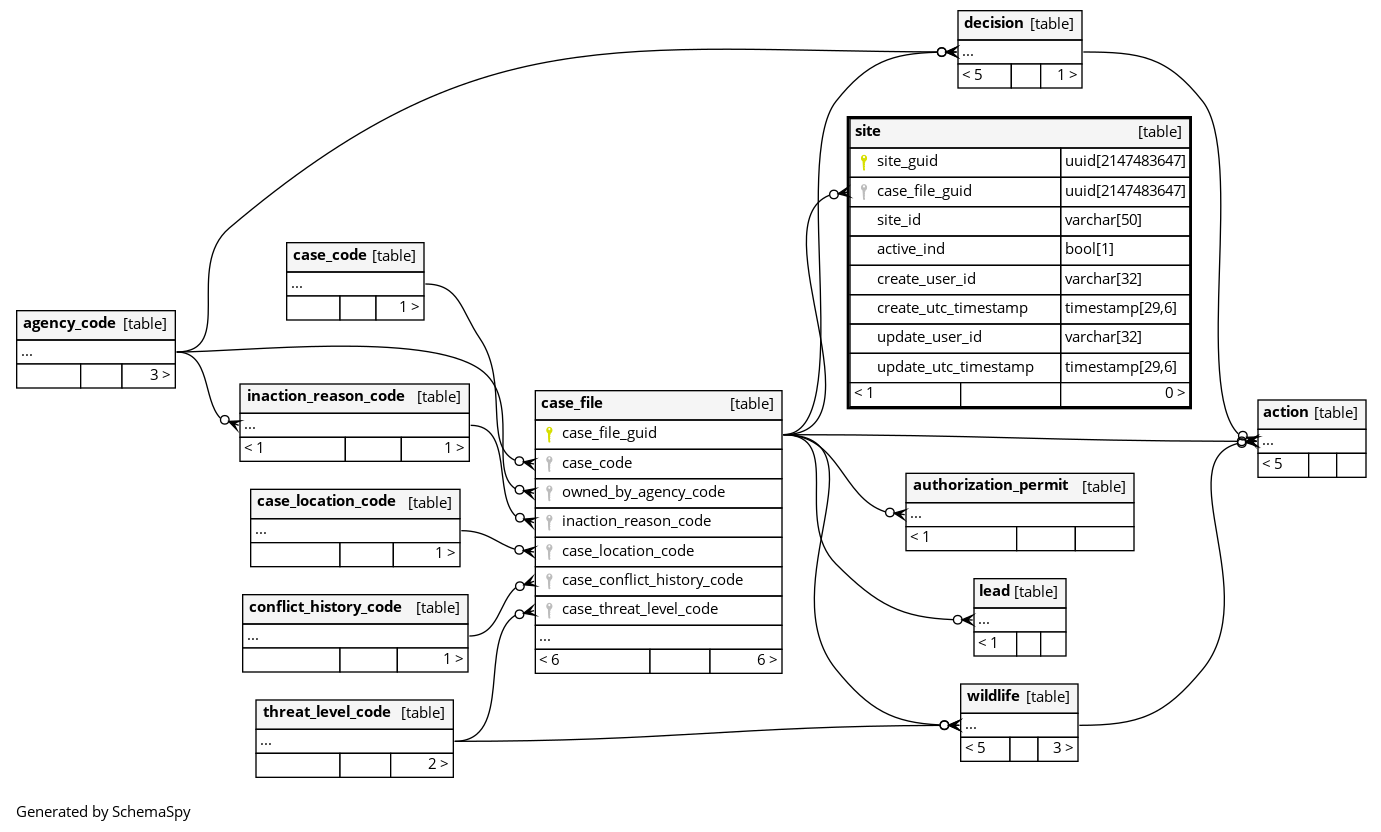 decision [table]
...
< 5 1 >
site [table]
site_guid uuid[2147483647]
case_file_guid uuid[2147483647]
site_id varchar[50]
active_ind bool[1]
create_user_id varchar[32]
create_utc_timestamp timestamp[29,6]
update_user_id varchar[32]
update_utc_timestamp timestamp[29,6]
< 1 0 >
case_code [table]
...
1 >
agency_code [table]
...
3 >
inaction_reason_code [table]
...
< 1 1 >
case_file [table]
case_file_guid
case_code
owned_by_agency_code
inaction_reason_code
case_location_code
case_conflict_history_code
case_threat_level_code
...
< 6 6 >
action [table]
...
< 5
authorization_permit [table]
...
< 1
case_location_code [table]
...
1 >
lead [table]
...
< 1
conflict_history_code [table]
...
1 >
wildlife [table]
...
< 5 3 >
threat_level_code [table]
...
2 >
Generated by SchemaSpy